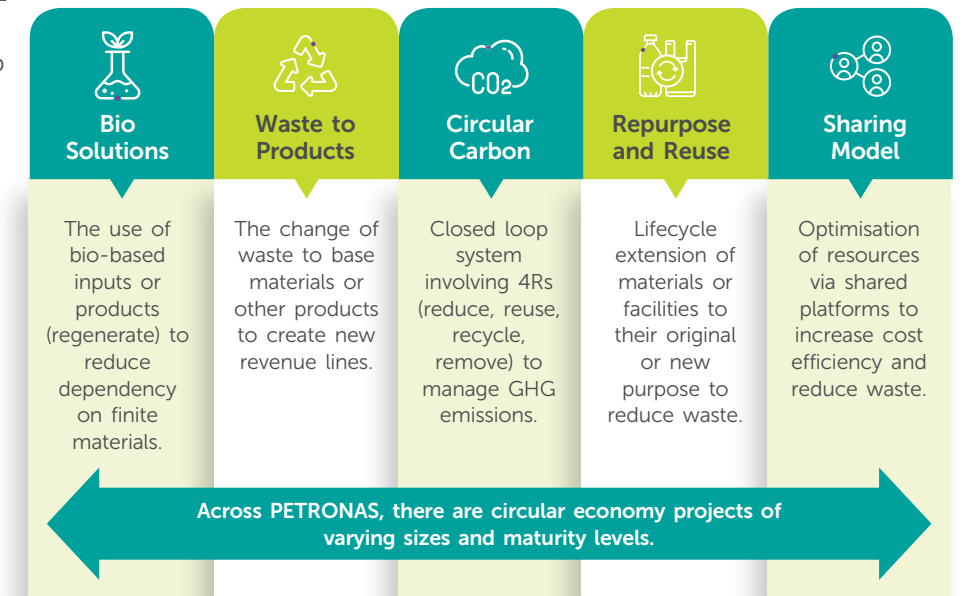 Bio
Solutions
The use of
bio-based
inputs or
products
(regenerate) to
reduce
dependency
on finite
materials.
Waste to
Products
The change of
waste to base
materials or
other products
to create new
revenue lines.
CO2
Circular
Carbon
Closed loop
system
involving 4Rs
(reduce, reuse,
recycle,
remove) to
manage GHG
emissions.
Repurpose
and Reuse
Lifecycle
extension of
materials or
facilities to
their original
or new
purpose to
reduce waste.
Sharing
Model
Optimisation
of resources
via shared
platforms to
increase cost
efficiency and
reduce waste.
Across PETRONAS, there are circular economy projects of
varying sizes and maturity levels.